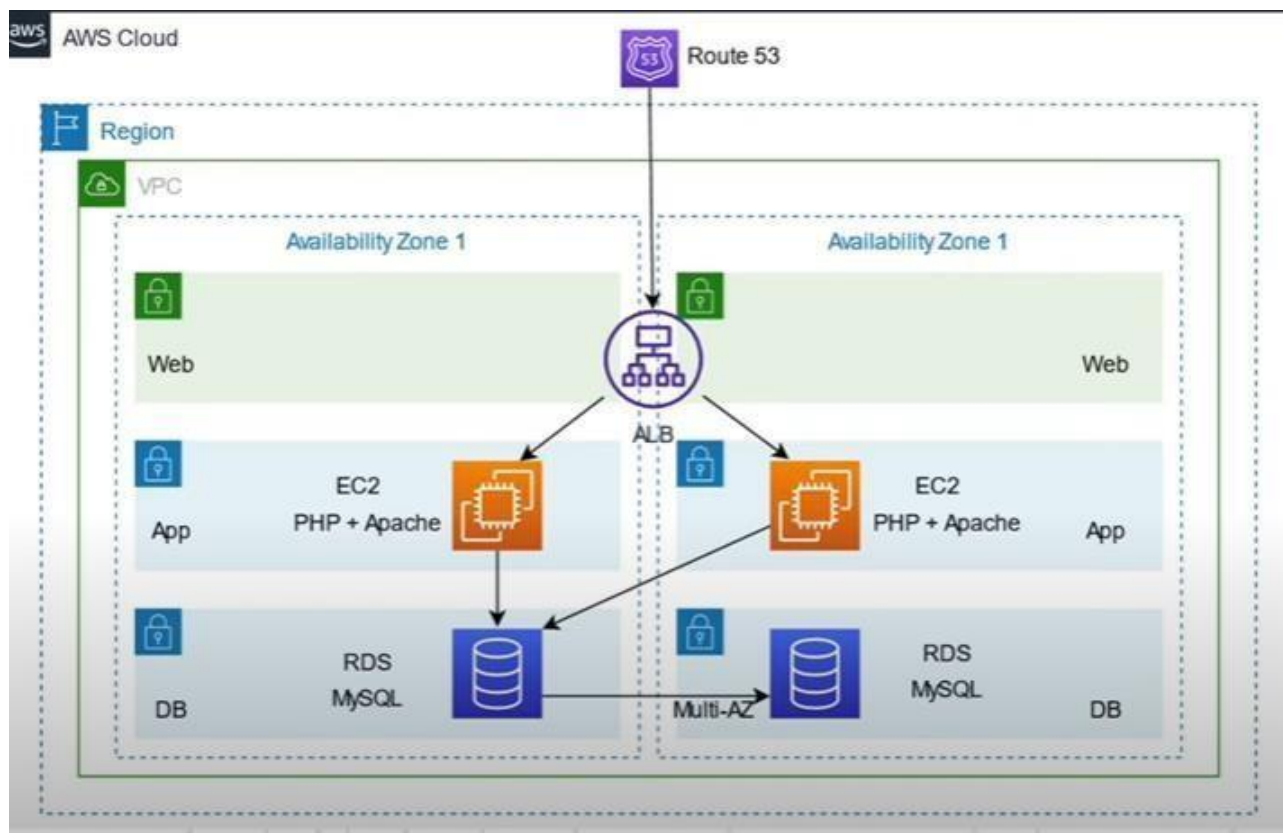 aws
AWS Cloud
53
Route 53
Region
VPC
Availability Zone 1
Availability Zone 1
Web
Web
ALB
EC2
PHP + Apache
App
EC2
PHP + Apache
App
RDS
MySQL
DB
Multi-AZ
RDS
MySQL
DB